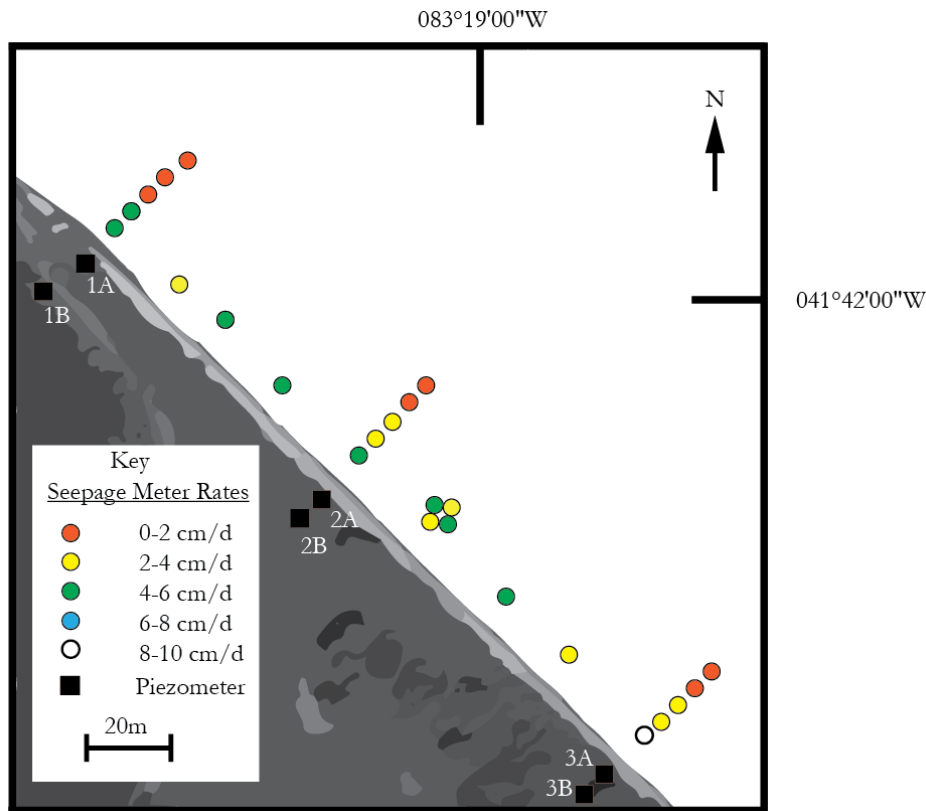 083°19'00"W
N
041°42'00"W
1A
1B
2A
2B
3A
3B
Key
Seepage Meter Rates
0-2 cm/d
2-4 cm/d
4-6 cm/d
6-8 cm/d
8-10 cm/d
Piezometer
20m